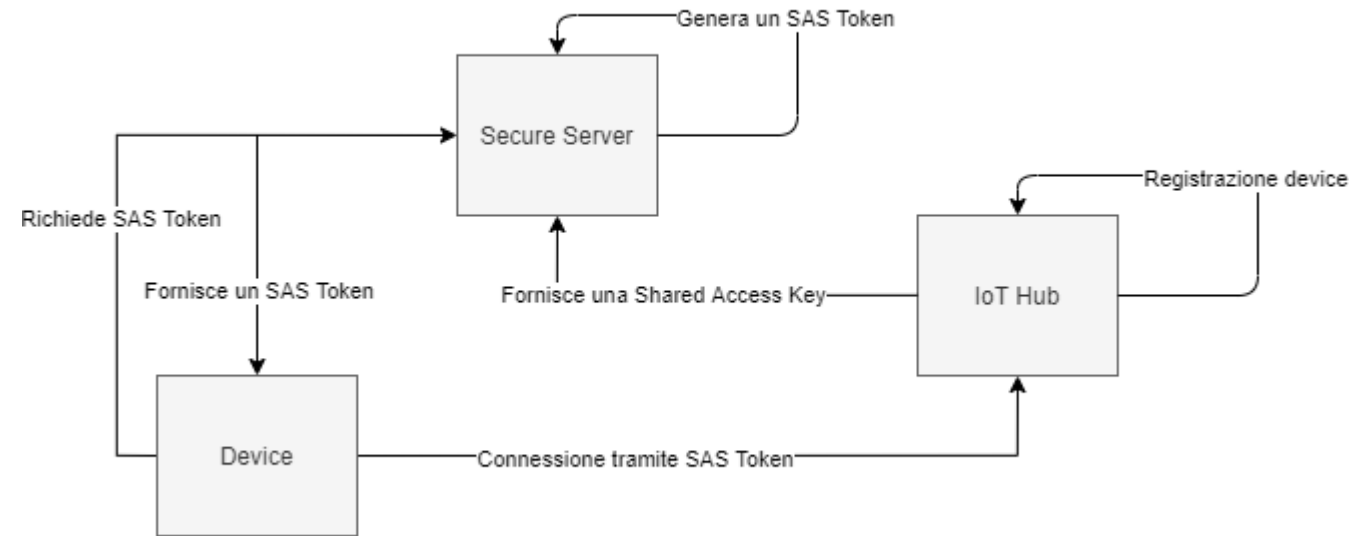 Genera un SAS Token
Secure Server
Registrazione device
Richiede SAS Token
Fornisce un SAS Token
Fornisce una Shared Access Key
IoT Hub
Device
Connessione tramite SAS Token